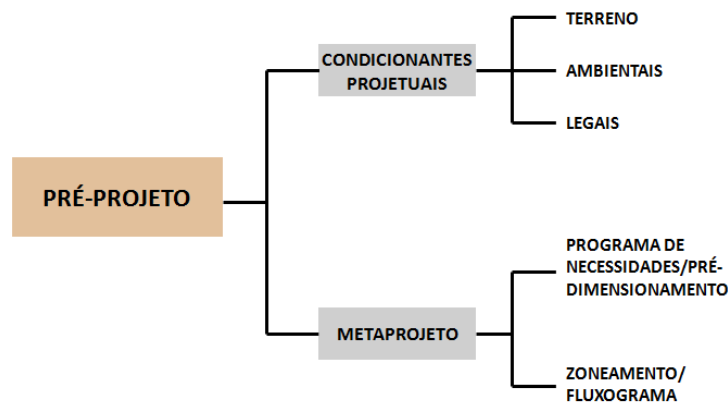 PRÉ-PROJETO
CONDICIONANTES
PROJETUAIS
TERRENO
AMBIENTAIS
LEGAIS
METAPROJETO
PROGRAMA DE
NECESSIDADES/PRÉ-
DIMENSIONAMENTO
ZONEAMENTO/
FLUXOGRAMA